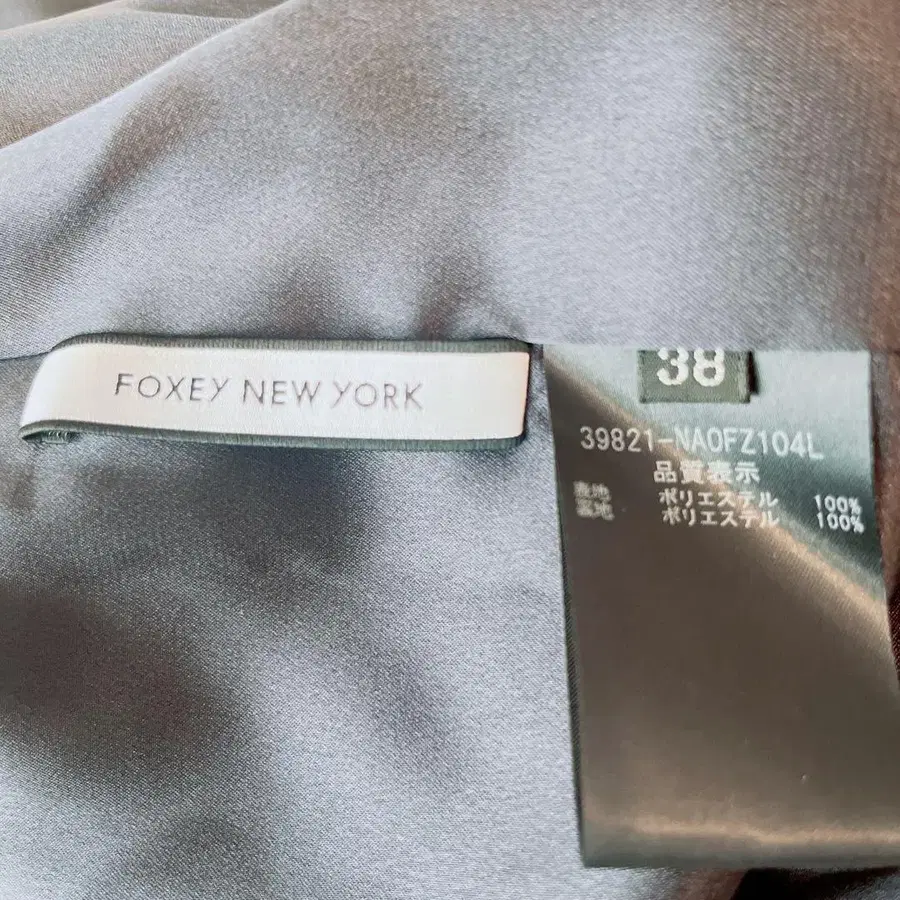 FOXEY NEW YORK
38
39821-NAOFZ104L
品質表示
表地 ポリエステル 100%
裏地 ポリエステル 100%